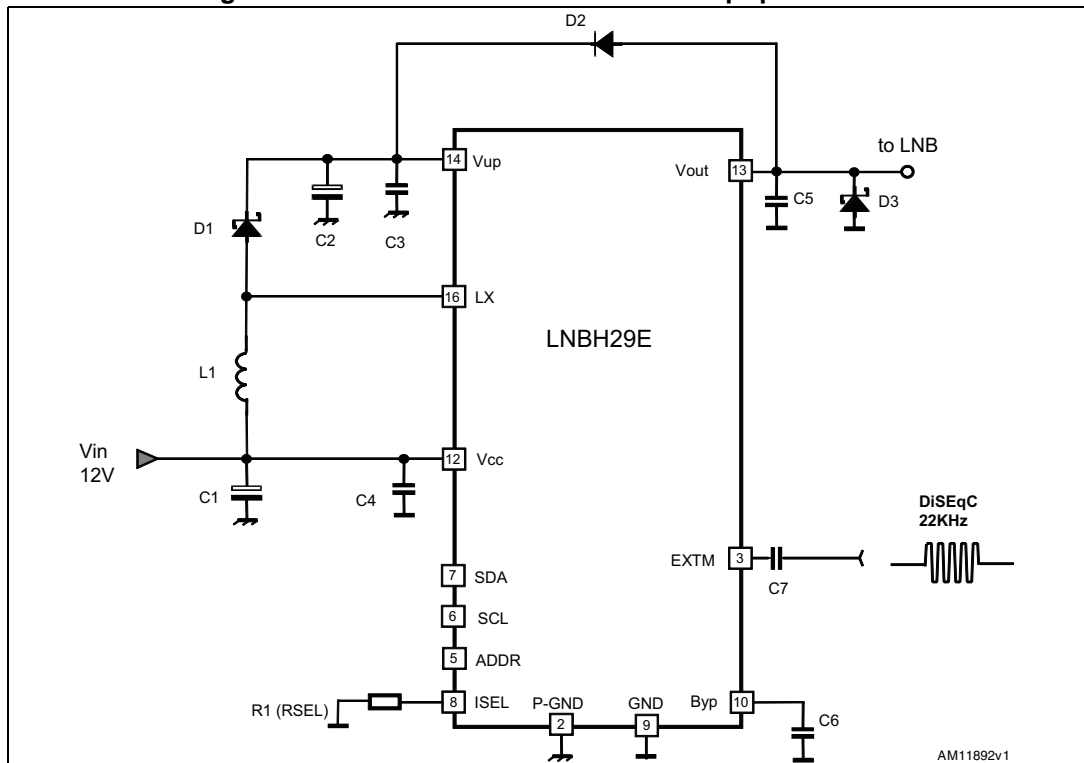 D2
14 Vup
Vout 13
to LNB
D1
C2
C3
C5
D3
16 LX
LNBH29E
L1
Vin
12V
12 Vcc
C1
C4
DiSEqC
22KHz
EXTM 3
C7
7 SDA
6 SCL
5 ADDR
R1 (RSEL)
8 ISEL
P-GND
2
GND
9
Byp 10
C6
AM11892v1